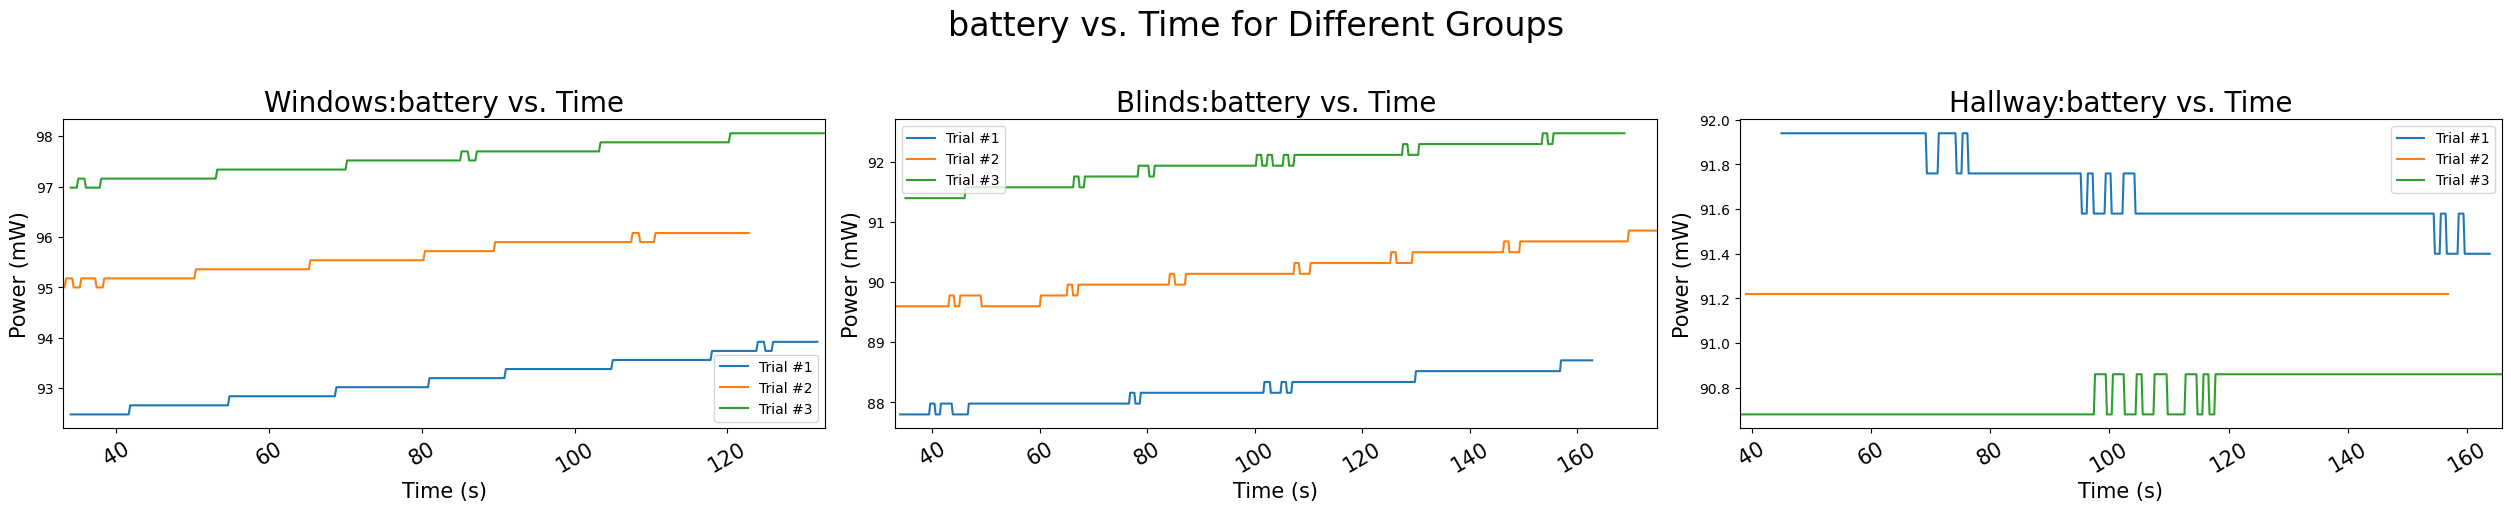 battery vs. Time for Different Groups
Windows:battery vs. Time
98
97
96
95
94
93
Power (mW)
40
60
80
100
120
Time (s)
Trial #1
Trial #2
Trial #3
Blinds:battery vs. Time
92
91
90
89
88
Power (mW)
40
60
80
100
120
140
160
Time (s)
Trial #1
Trial #2
Trial #3
Hallway:battery vs. Time
92.0
91.8
91.6
91.4
91.2
91.0
90.8
Power (mW)
40
60
80
100
120
140
160
Time (s)
Trial #1
Trial #2
Trial #3